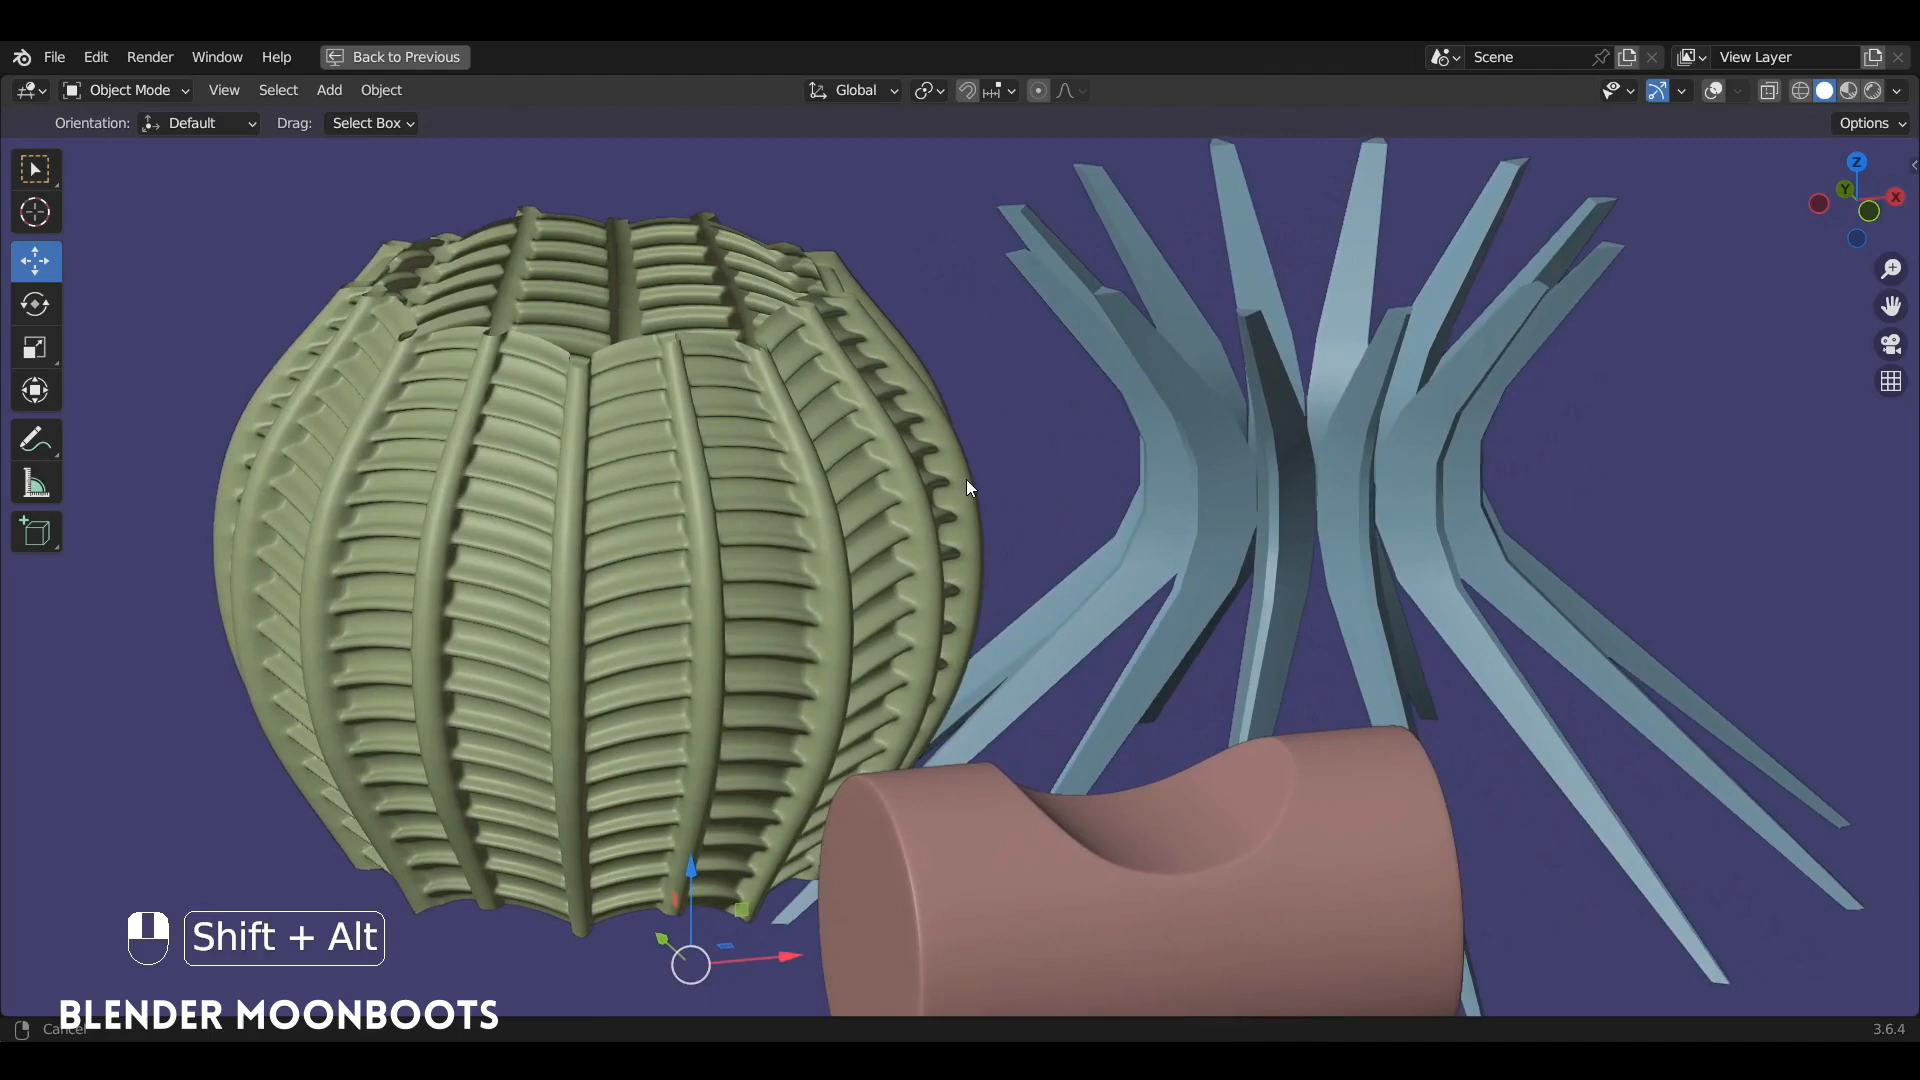 File Edit Render Window Help Back to Previous Scene View Layer
Object Mode View Select Add Object Global
Orientation: Default Drag: Select Box Options
Z
Y X
Shift + Alt
BLENDER MOONBOOTS
Cancel 3.6.4